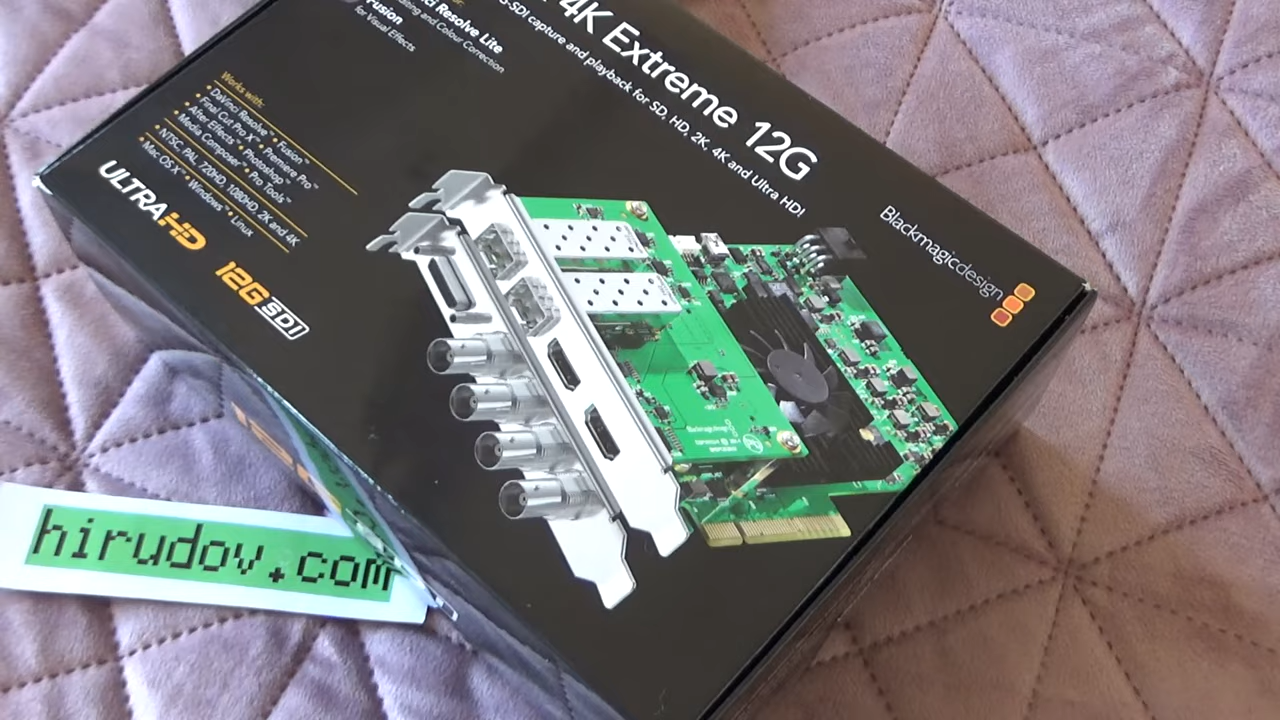 4K Extreme 12G
-SDI capture and playback for SD, HD, 2K, 4K and Ultra HD!
Resolve Lite
and Colour Correction
Fusion
for Visual Effects
Works with:
• DaVinci Resolve™ • Fusion™
• Final Cut Pro X™ • Premiere Pro™
• After Effects™ • Photoshop™
• Media Composer™ • Pro Tools™
• NTSC, PAL, 720HD, 1080HD, 2K and 4K
• Mac OS X™ • Windows™ • Linux
ULTRA HD
12G SDI
Blackmagicdesign
hirudov.com